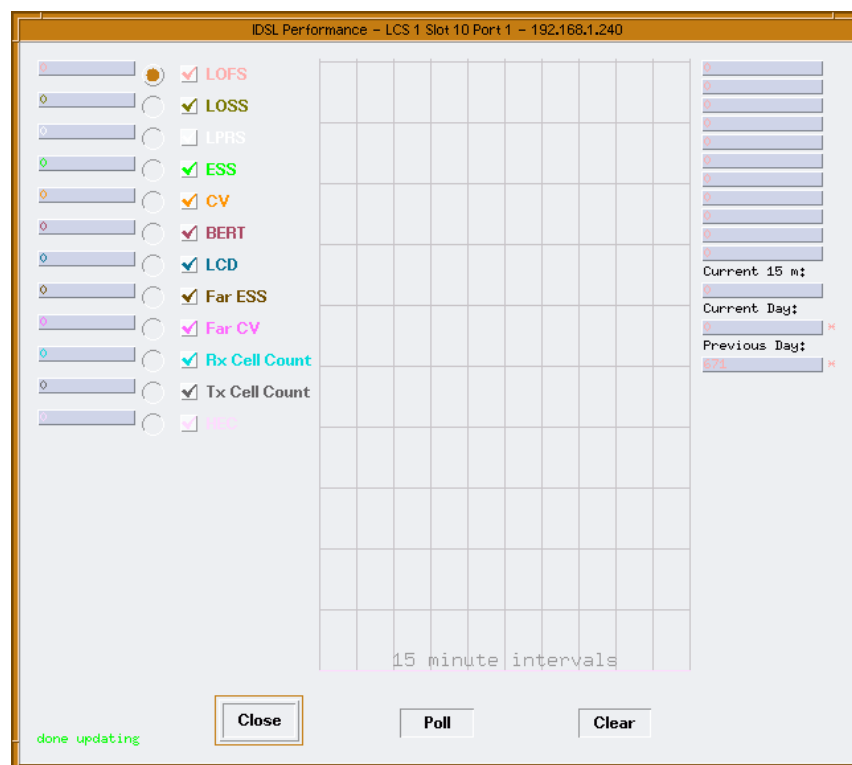 IDSL Performance - LCS 1 Slot 10 Port 1 - 192.168.1.240
0 LOFS
0 LOSS
0 LPRS
0 ESS
0 CV
0 BERT
0 LCD
0 Far ESS
0 Far CV
0 Rx Cell Count
0 Tx Cell Count
0 HEC
0
0
0
0
0
0
0
0
0
0
0
Current 15 m:
0
Current Day:
0 *
Previous Day:
671 *
15 minute intervals
Close Poll Clear
done updating